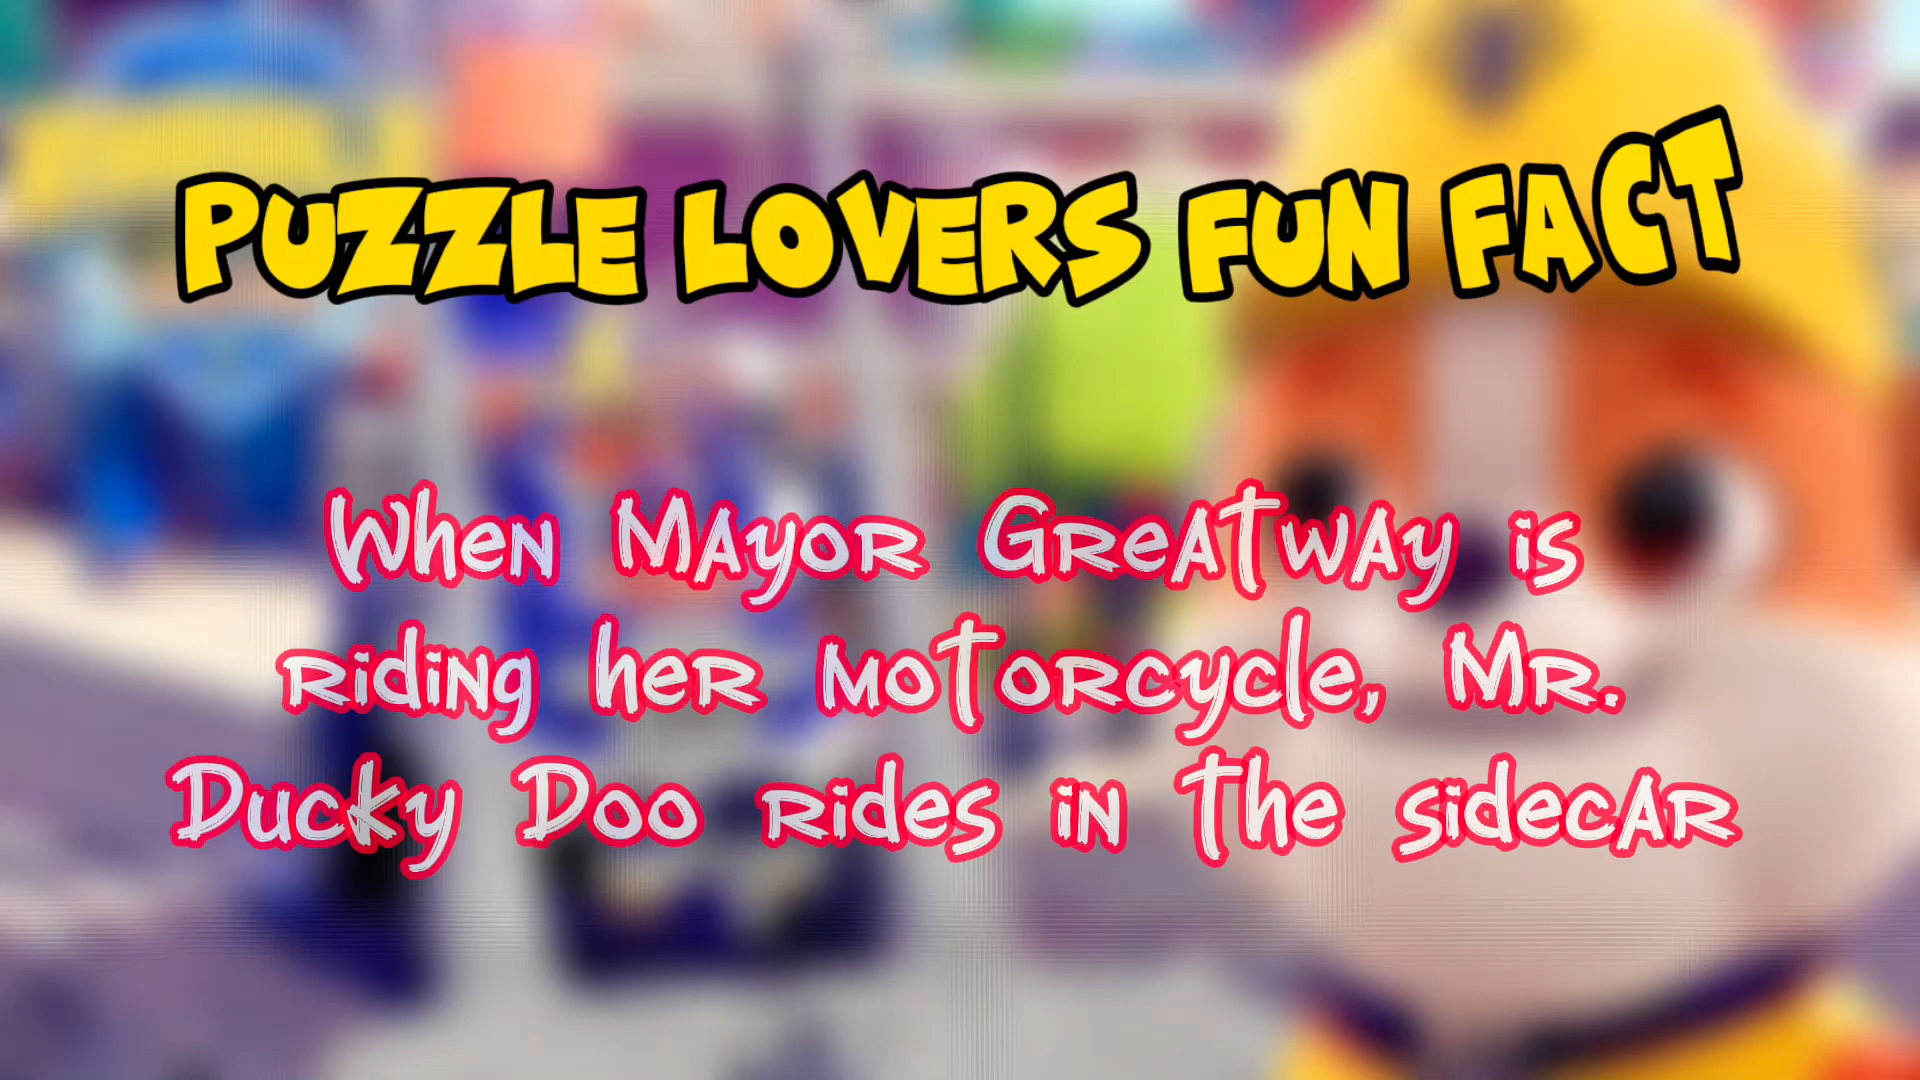 PUZZLE LOVERS FUN FACT
When Mayor Greatway is
riding her motorcycle, Mr.
Ducky Doo rides in the sidecar